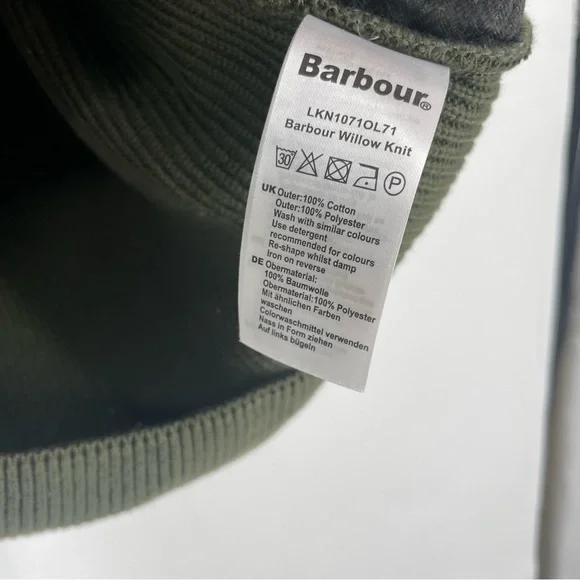 Barbour®
LKN1071OL71
Barbour Willow Knit
30 P
UK Outer:100% Cotton
Outer:100% Polyester
Wash with similar colours
Use detergent
recommended for colours
Re-shape whilst damp
Iron on reverse
DE Obermaterial:
100% Baumwolle
Obermaterial:100% Polyester
Mit ähnlichen Farben
waschen
Colorwaschmittel verwenden
Nass in Form ziehen
Auf links bügeln